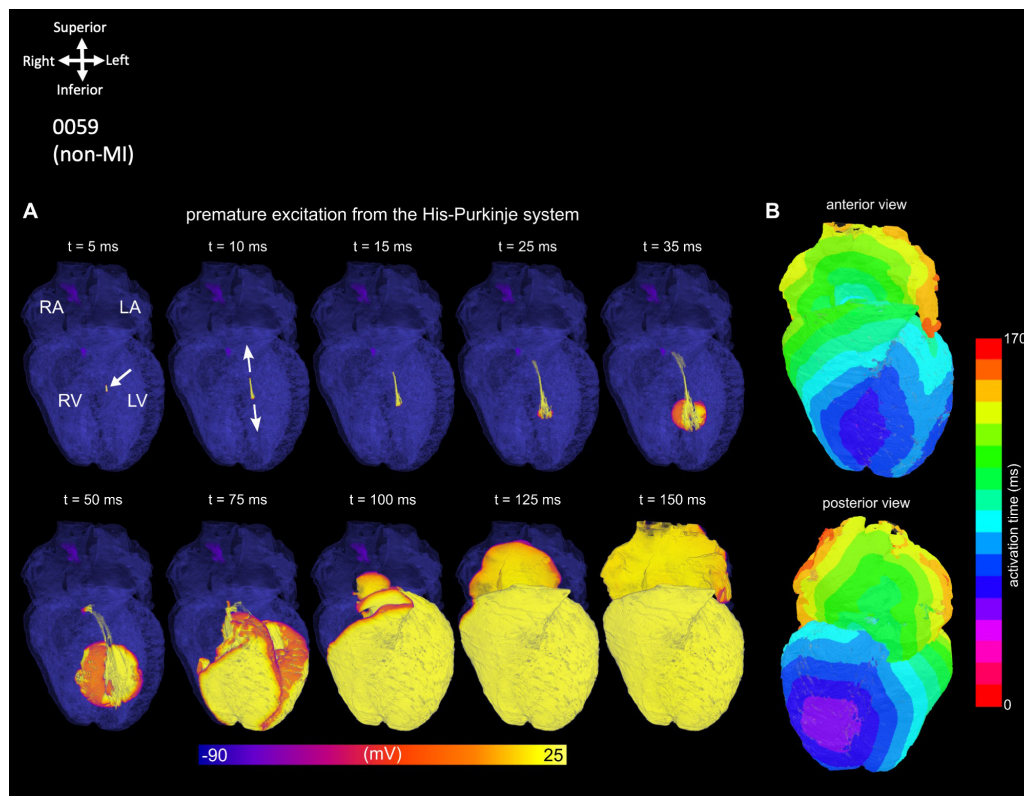 Superior
Right Left
Inferior
0059
(non-MI)
A
premature excitation from the His-Purkinje system
t = 5 ms
t = 10 ms
t = 15 ms
t = 25 ms
t = 35 ms
RA
LA
RV
LV
t = 50 ms
t = 75 ms
t = 100 ms
t = 125 ms
t = 150 ms
-90
(mV)
25
B
anterior view
posterior view
170
activation time (ms)
0